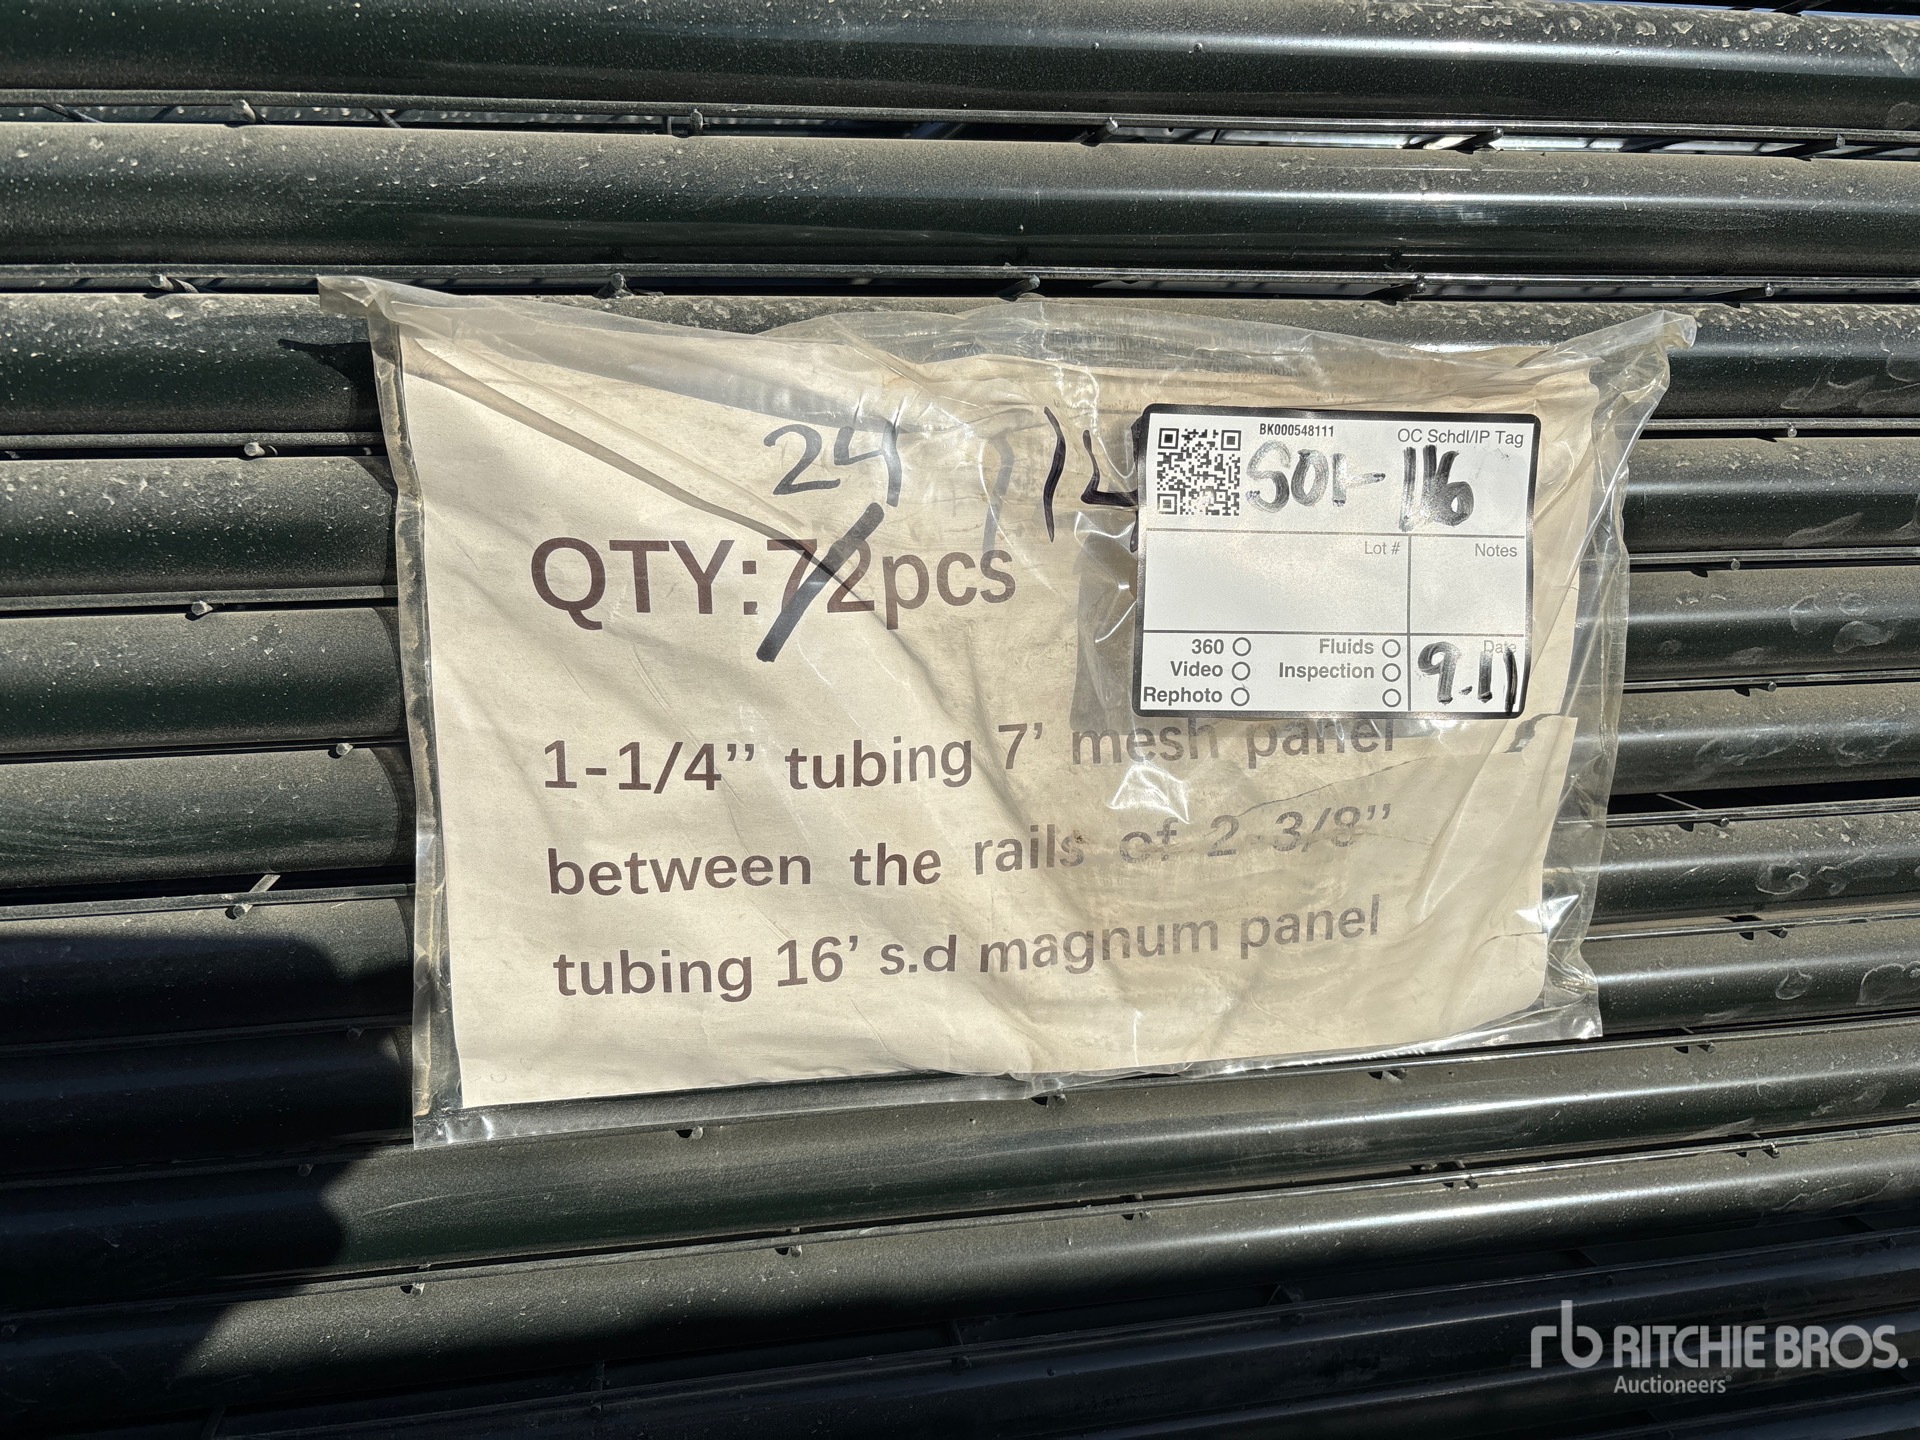 24 14
QTY:72pcs
1-1/4” tubing 7’ mesh panel
between the rails of 2-3/8”
tubing 16’ s.d magnum panel
BK000548111
OC Schdl/IP Tag
S01-116
Lot #
Notes
360
Fluids
Date
9.11
Video
Inspection
Rephoto
rb RITCHIE BROS.
Auctioneers